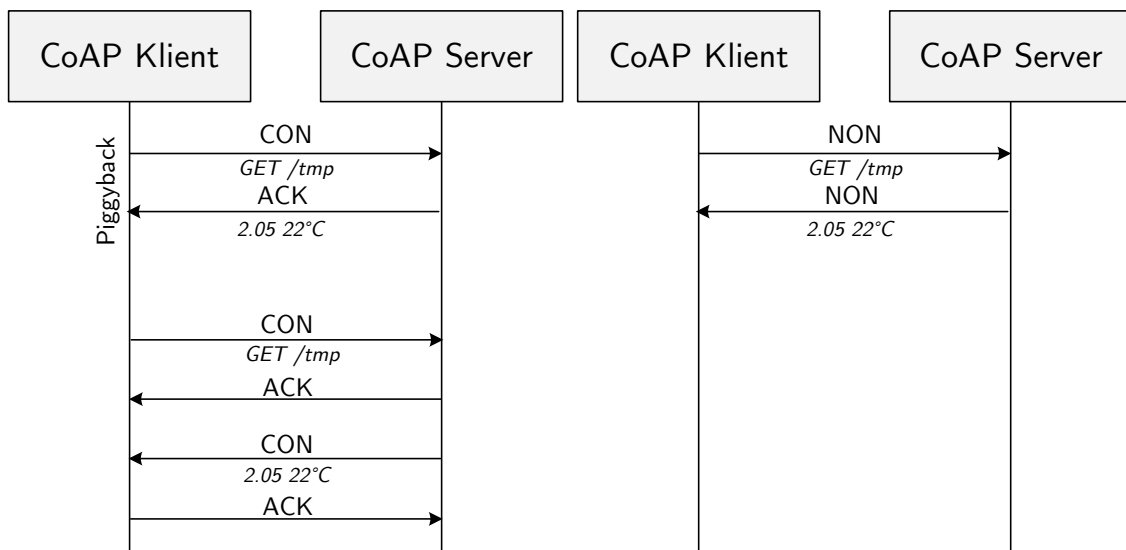 CoAP Klient
CoAP Server
CoAP Klient
CoAP Server
Piggyback
CON
GET /tmp
ACK
2.05 22°C
CON
GET /tmp
ACK
CON
2.05 22°C
ACK
NON
GET /tmp
NON
2.05 22°C